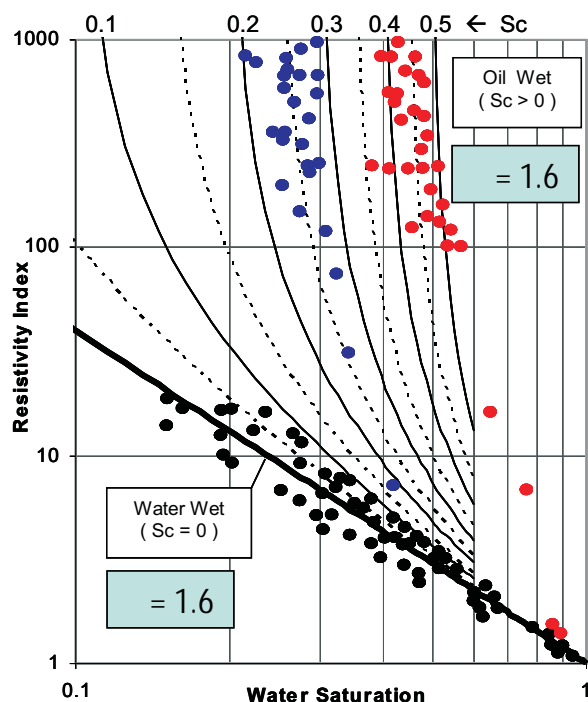 0.1 0.2 0.3 0.4 0.5 ← Sc
1000
100
10
1
Resistivity Index
Oil Wet
( Sc > 0 )
= 1.6
Water Wet
( Sc = 0 )
= 1.6
0.1 1
Water Saturation